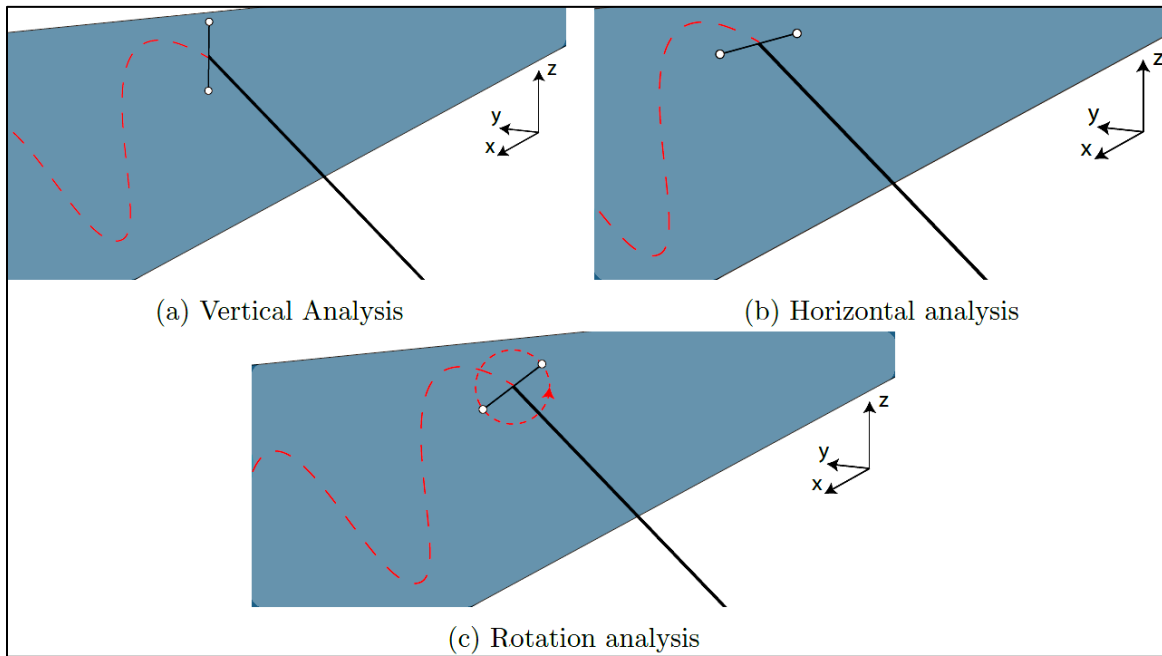 z
y
x
(a) Vertical Analysis
z
y
x
(b) Horizontal analysis
z
y
x
(c) Rotation analysis